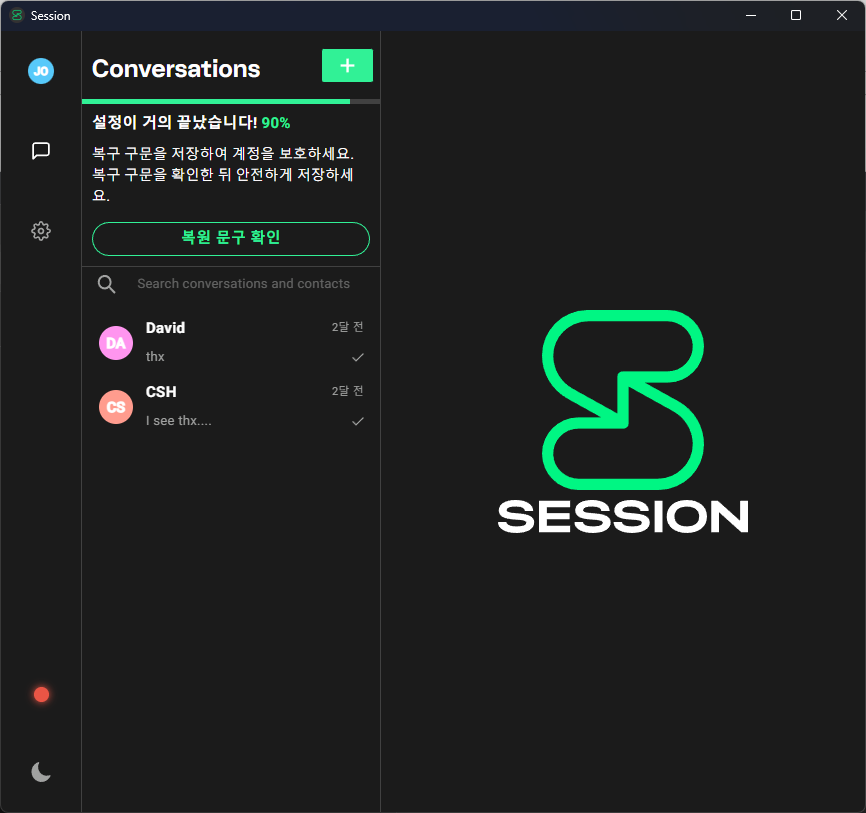 Session
JO
Conversations
+
설정이 거의 끝났습니다! 90%
복구 구문을 저장하여 계정을 보호하세요.
복구 구문을 확인한 뒤 안전하게 저장하세
요.
복원 문구 확인
Search conversations and contacts
DA
David
2달 전
thx
CS
CSH
2달 전
I see thx....
SESSION